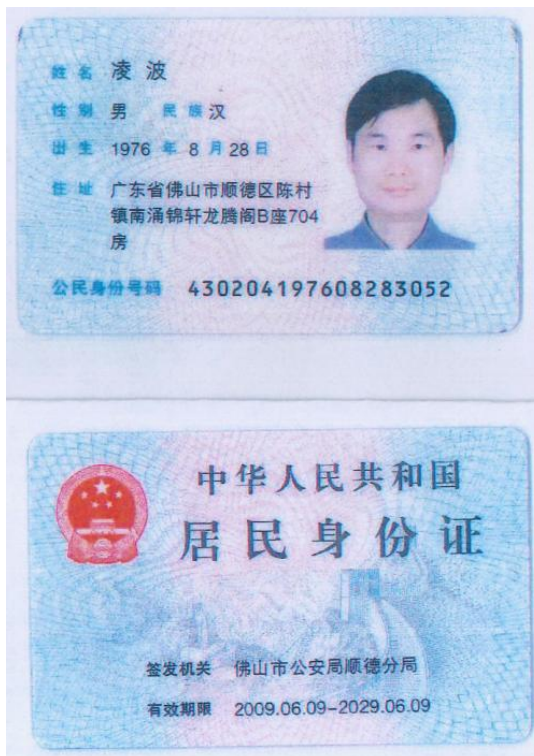 姓名 凌波
性别 男 民族 汉
出生 1976 年 8 月 28 日
住址 广东省佛山市顺德区陈村
镇南涌锦轩龙腾阁B座704
房
公民身份号码 430204197608283052
中华人民共和国
居民身份证
签发机关 佛山市公安局顺德分局
有效期限 2009.06.09-2029.06.09